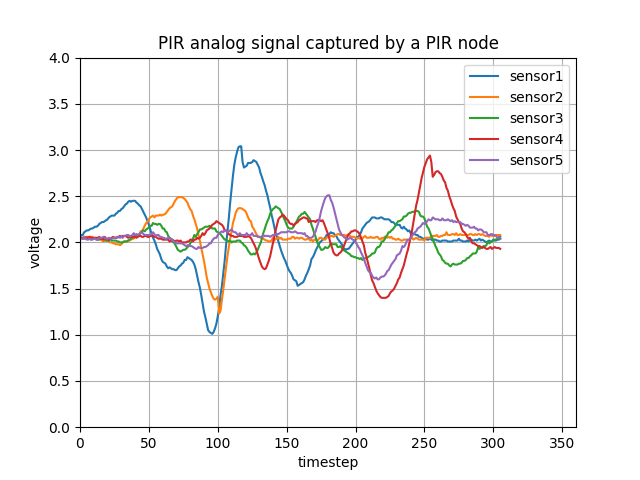 PIR analog signal captured by a PIR node
4.0
3.5
3.0
2.5
2.0
1.5
1.0
0.5
0.0
voltage
sensor1
sensor2
sensor3
sensor4
sensor5
0 50 100 150 200 250 300 350
timestep